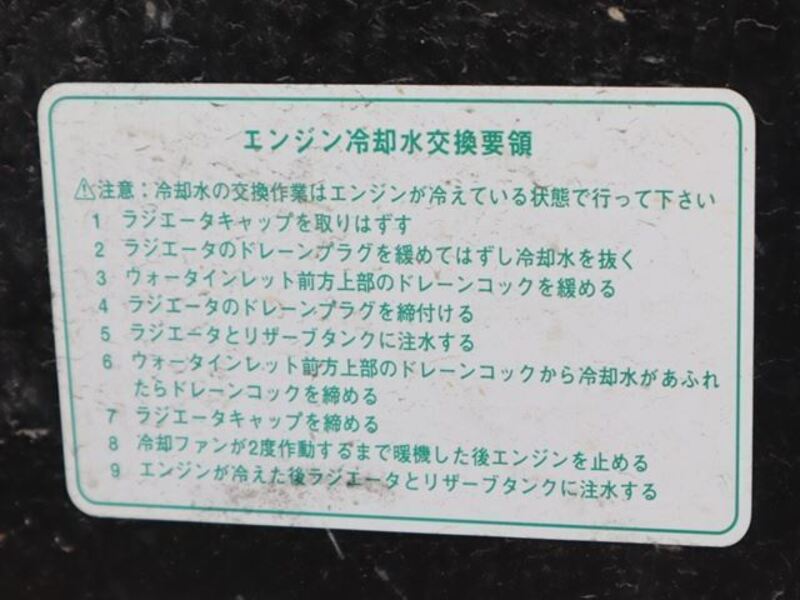 エンジン冷却水交換要領
⚠注意：冷却水の交換作業はエンジンが冷えている状態で行って下さい
1 ラジエータキャップを取りはずす
2 ラジエータのドレーンプラグを緩めてはずし冷却水を抜く
3 ウォータインレット前方上部のドレーンコックを緩める
4 ラジエータのドレーンプラグを締付ける
5 ラジエータとリザーブタンクに注水する
6 ウォータインレット前方上部のドレーンコックから冷却水があふれ
たらドレーンコックを締める
7 ラジエータキャップを締める
8 冷却ファンが2度作動するまで暖機した後エンジンを止める
9 エンジンが冷えた後ラジエータとリザーブタンクに注水する